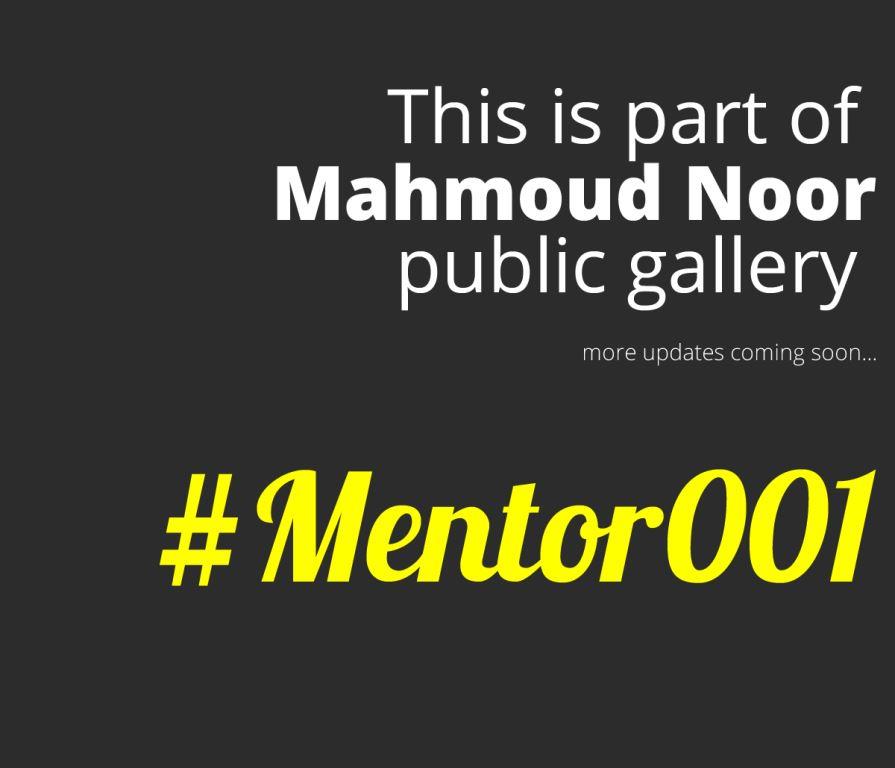 This is part of
Mahmoud Noor
public gallery
more updates coming soon...
#Mentor001